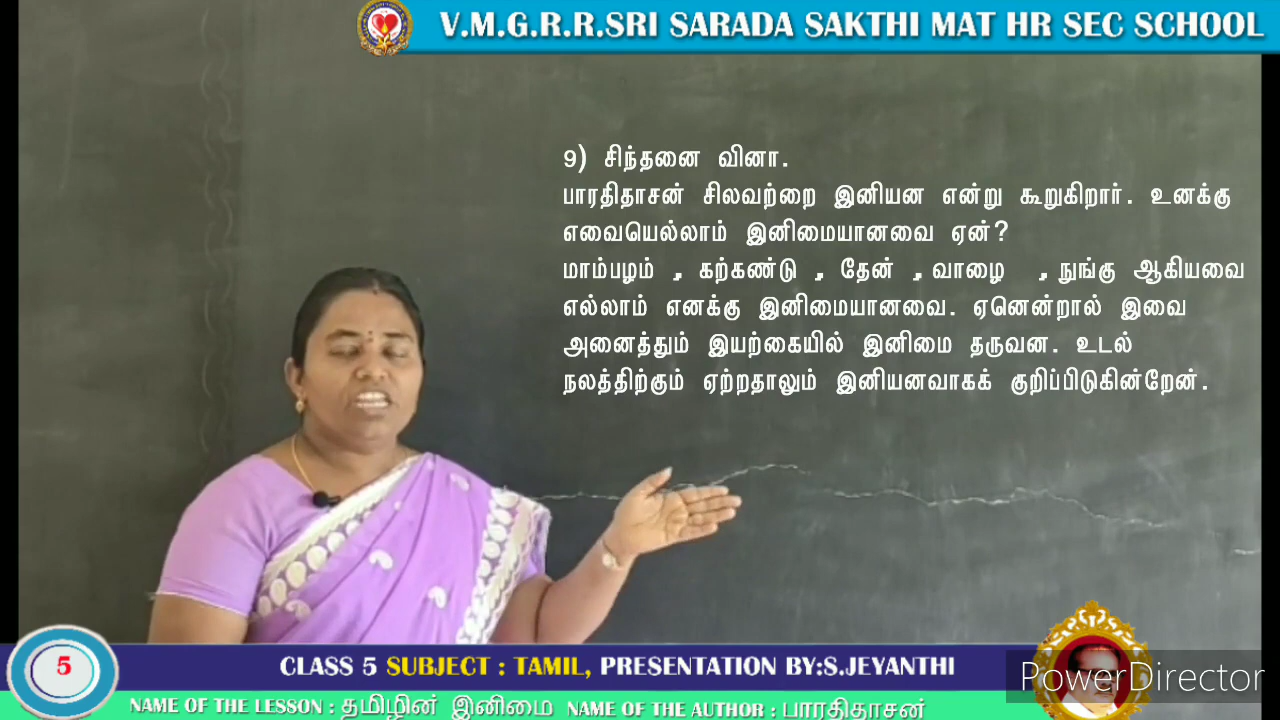 V.M.G.R.R.SRI SARADA SAKTHI MAT HR SEC SCHOOL
9) சிந்தனை வினா.
பாரதிதாசன் சிலவற்றை இனியன என்று கூறுகிறார். உனக்கு
எவையெல்லாம் இனிமையானவை ஏன்?
மாம்பழம் , கற்கண்டு , தேன் , வாழை , நுங்கு ஆகியவை
எல்லாம் எனக்கு இனிமையானவை. ஏனென்றால் இவை
அனைத்தும் இயற்கையில் இனிமை தருவன. உடல்
நலத்திற்கும் ஏற்றதாலும் இனியனவாகக் குறிப்பிடுகின்றேன்.
5
CLASS 5 SUBJECT : TAMIL, PRESENTATION BY:S.JEYANTHI
PowerDirector
NAME OF THE LESSON : தமிழின் இனிமை NAME OF THE AUTHOR : பாரதிதாசன்